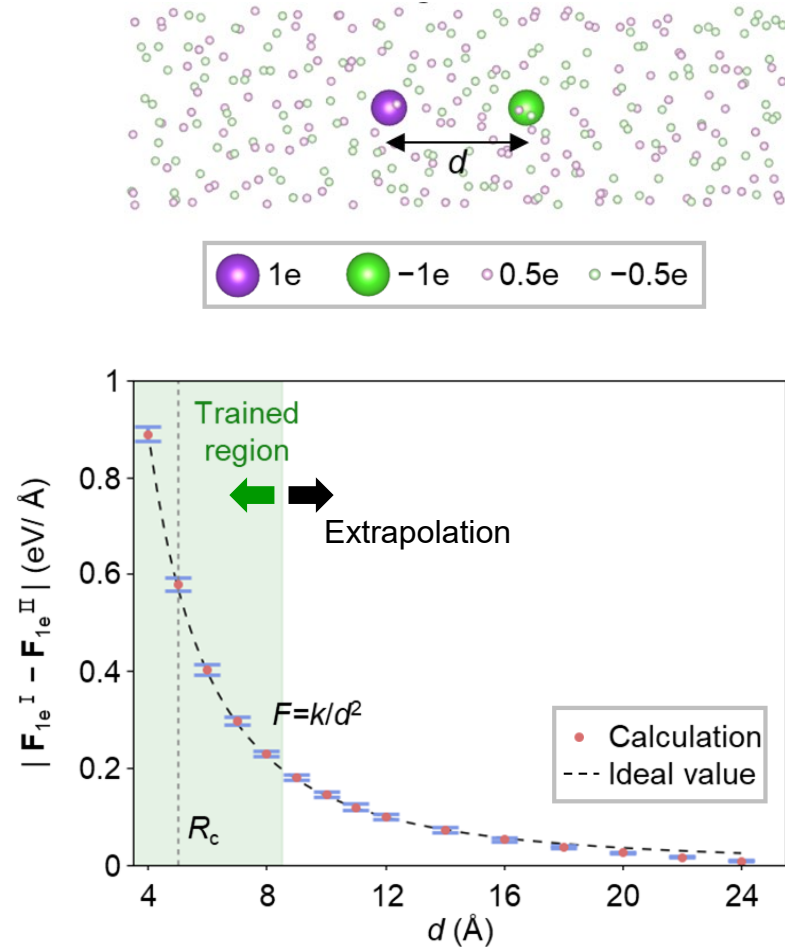 d
1e −1e 0.5e −0.5e
1
0.8
0.6
0.4
0.2
0
| F1e I − F1e II | (eV/ Å)
Trained
region
Extrapolation
F=k/d²
Rc
Calculation
Ideal value
4 8 12 16 20 24
d (Å)